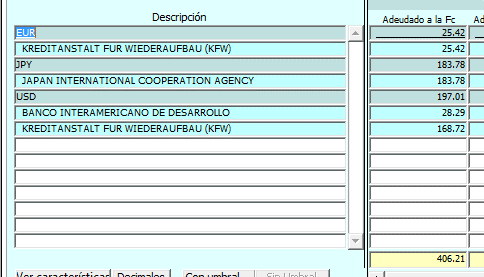 Descripción Adeudado a la Fc
EUR 25.42
KREDITANSTALT FUR WIEDERAUFBAU (KFW) 25.42
JPY 183.78
JAPAN INTERNATIONAL COOPERATION AGENCY 183.78
USD 197.01
BANCO INTERAMERICANO DE DESARROLLO 28.29
KREDITANSTALT FUR WIEDERAUFBAU (KFW) 168.72
406.21
Ver características Decimales Con umbral Sin Umbral